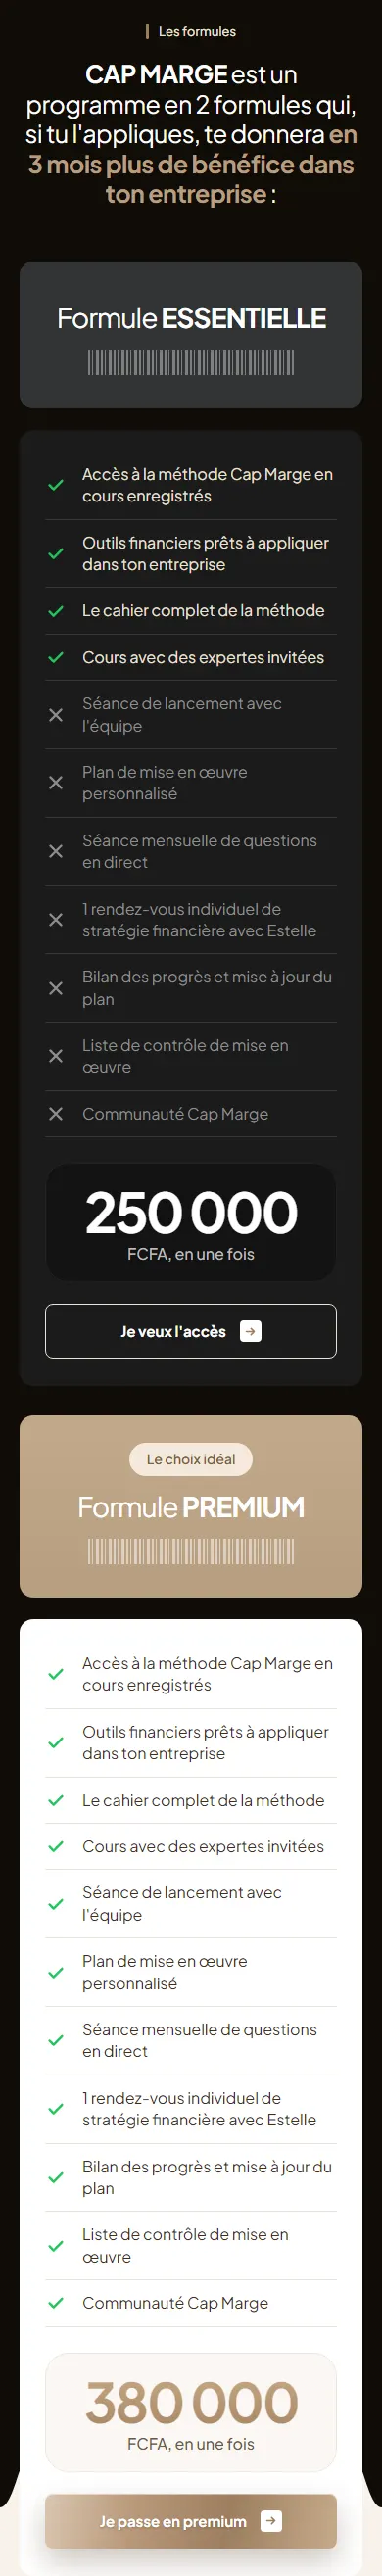 Les formules
CAP MARGE est un
programme en 2 formules qui,
si tu l'appliques, te donnera en
3 mois plus de bénéfice dans
ton entreprise :
Formule ESSENTIELLE
Accès à la méthode Cap Marge en
cours enregistrés
Outils financiers prêts à appliquer
dans ton entreprise
Le cahier complet de la méthode
Cours avec des expertes invitées
Séance de lancement avec
l'équipe
Plan de mise en œuvre
personnalisé
Séance mensuelle de questions
en direct
1 rendez-vous individuel de
stratégie financière avec Estelle
Bilan des progrès et mise à jour du
plan
Liste de contrôle de mise en
œuvre
Communauté Cap Marge
250 000
FCFA, en une fois
Je veux l'accès
Le choix idéal
Formule PREMIUM
Accès à la méthode Cap Marge en
cours enregistrés
Outils financiers prêts à appliquer
dans ton entreprise
Le cahier complet de la méthode
Cours avec des expertes invitées
Séance de lancement avec
l'équipe
Plan de mise en œuvre
personnalisé
Séance mensuelle de questions
en direct
1 rendez-vous individuel de
stratégie financière avec Estelle
Bilan des progrès et mise à jour du
plan
Liste de contrôle de mise en
œuvre
Communauté Cap Marge
380 000
FCFA, en une fois
Je passe en premium